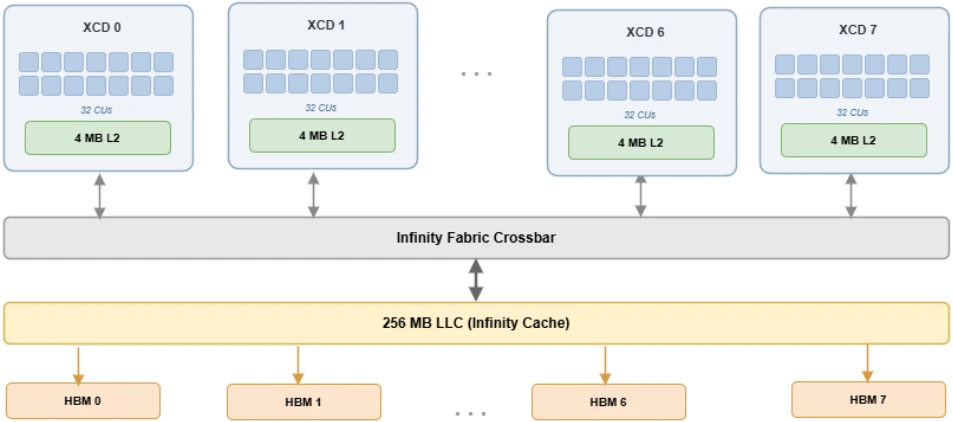 XCD 0
XCD 1
XCD 6
XCD 7
. . .
32 CUs
32 CUs
32 CUs
32 CUs
4 MB L2
4 MB L2
4 MB L2
4 MB L2
Infinity Fabric Crossbar
256 MB LLC (Infinity Cache)
HBM 0
HBM 1
. . .
HBM 6
HBM 7